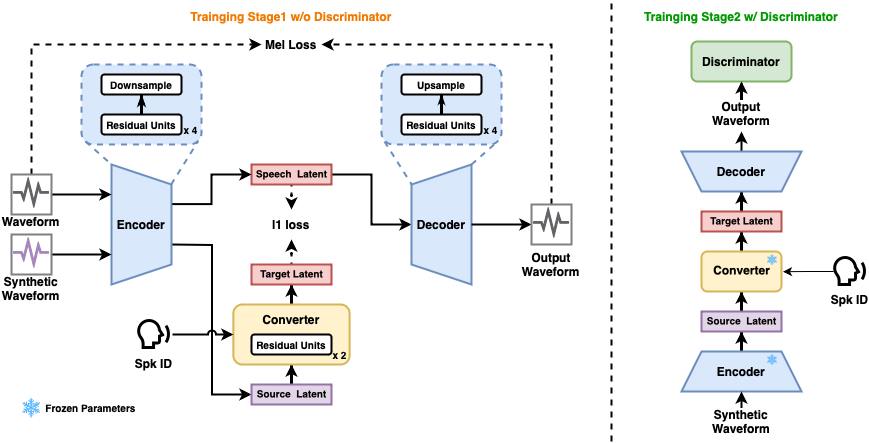 Trainging Stage1 w/o Discriminator
Mel Loss
Downsample
Residual Units
x 4
Upsample
Residual Units
x 4
Waveform
Encoder
Speech Latent
l1 loss
Decoder
Synthetic
Waveform
Output
Waveform
Target Latent
Converter
Residual Units
x 2
Spk ID
Source Latent
Frozen Parameters
Trainging Stage2 w/ Discriminator
Discriminator
Output
Waveform
Decoder
Target Latent
Converter
Spk ID
Source Latent
Encoder
Synthetic
Waveform